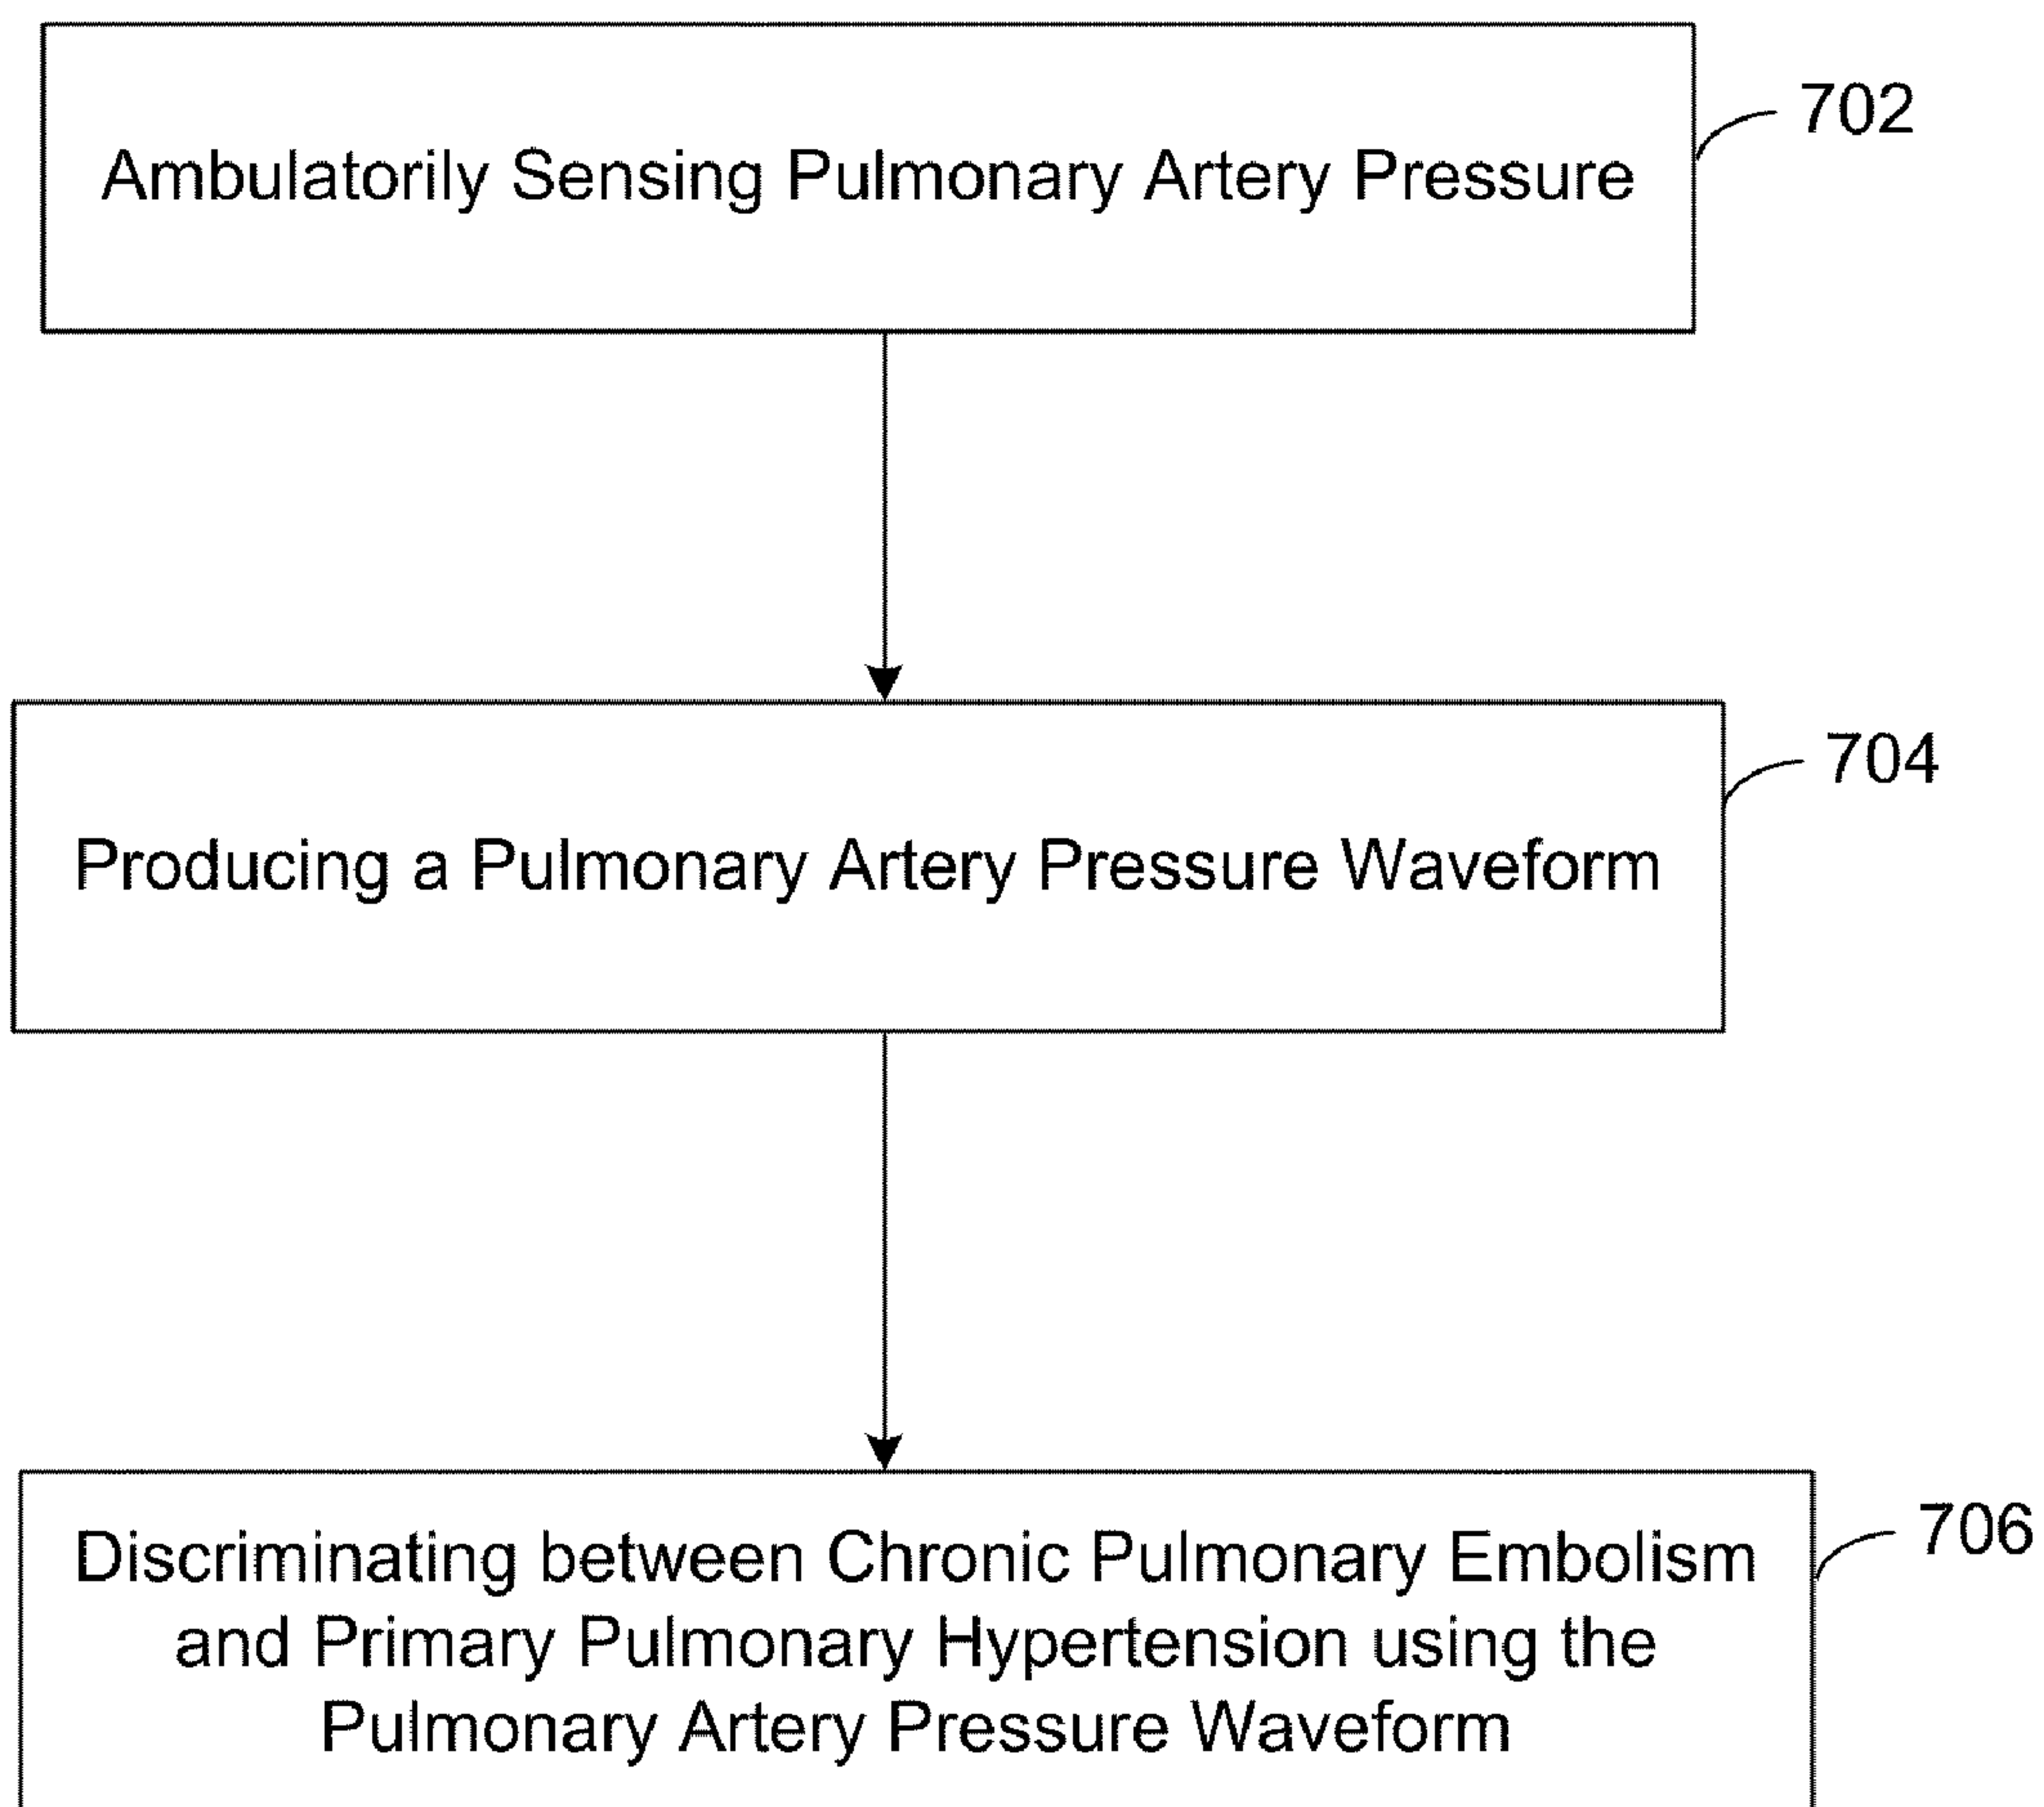 702
Ambulatorily Sensing Pulmonary Artery Pressure
704
Producing a Pulmonary Artery Pressure Waveform
706
Discriminating between Chronic Pulmonary Embolism
and Primary Pulmonary Hypertension using the
Pulmonary Artery Pressure Waveform